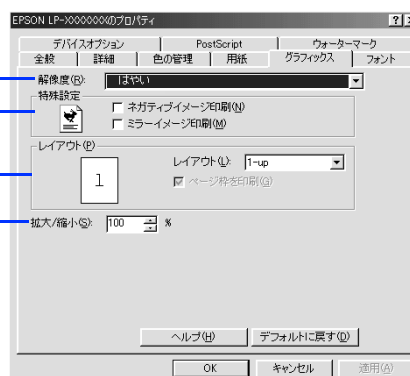 EPSON LP-XXXXXXXのプロパティ
デバイスオプション PostScript ウォーターマーク
全般 詳細 色の管理 用紙 グラフィックス フォント
解像度(R): はやい
特殊設定
ネガティブイメージ印刷(N)
ミラーイメージ印刷(M)
レイアウト(P)
1
レイアウト(L): 1-up
ページ枠を印刷(G)
拡大/縮小(S): 100 %
ヘルプ(H) デフォルトに戻す(D)
OK キャンセル 適用(A)